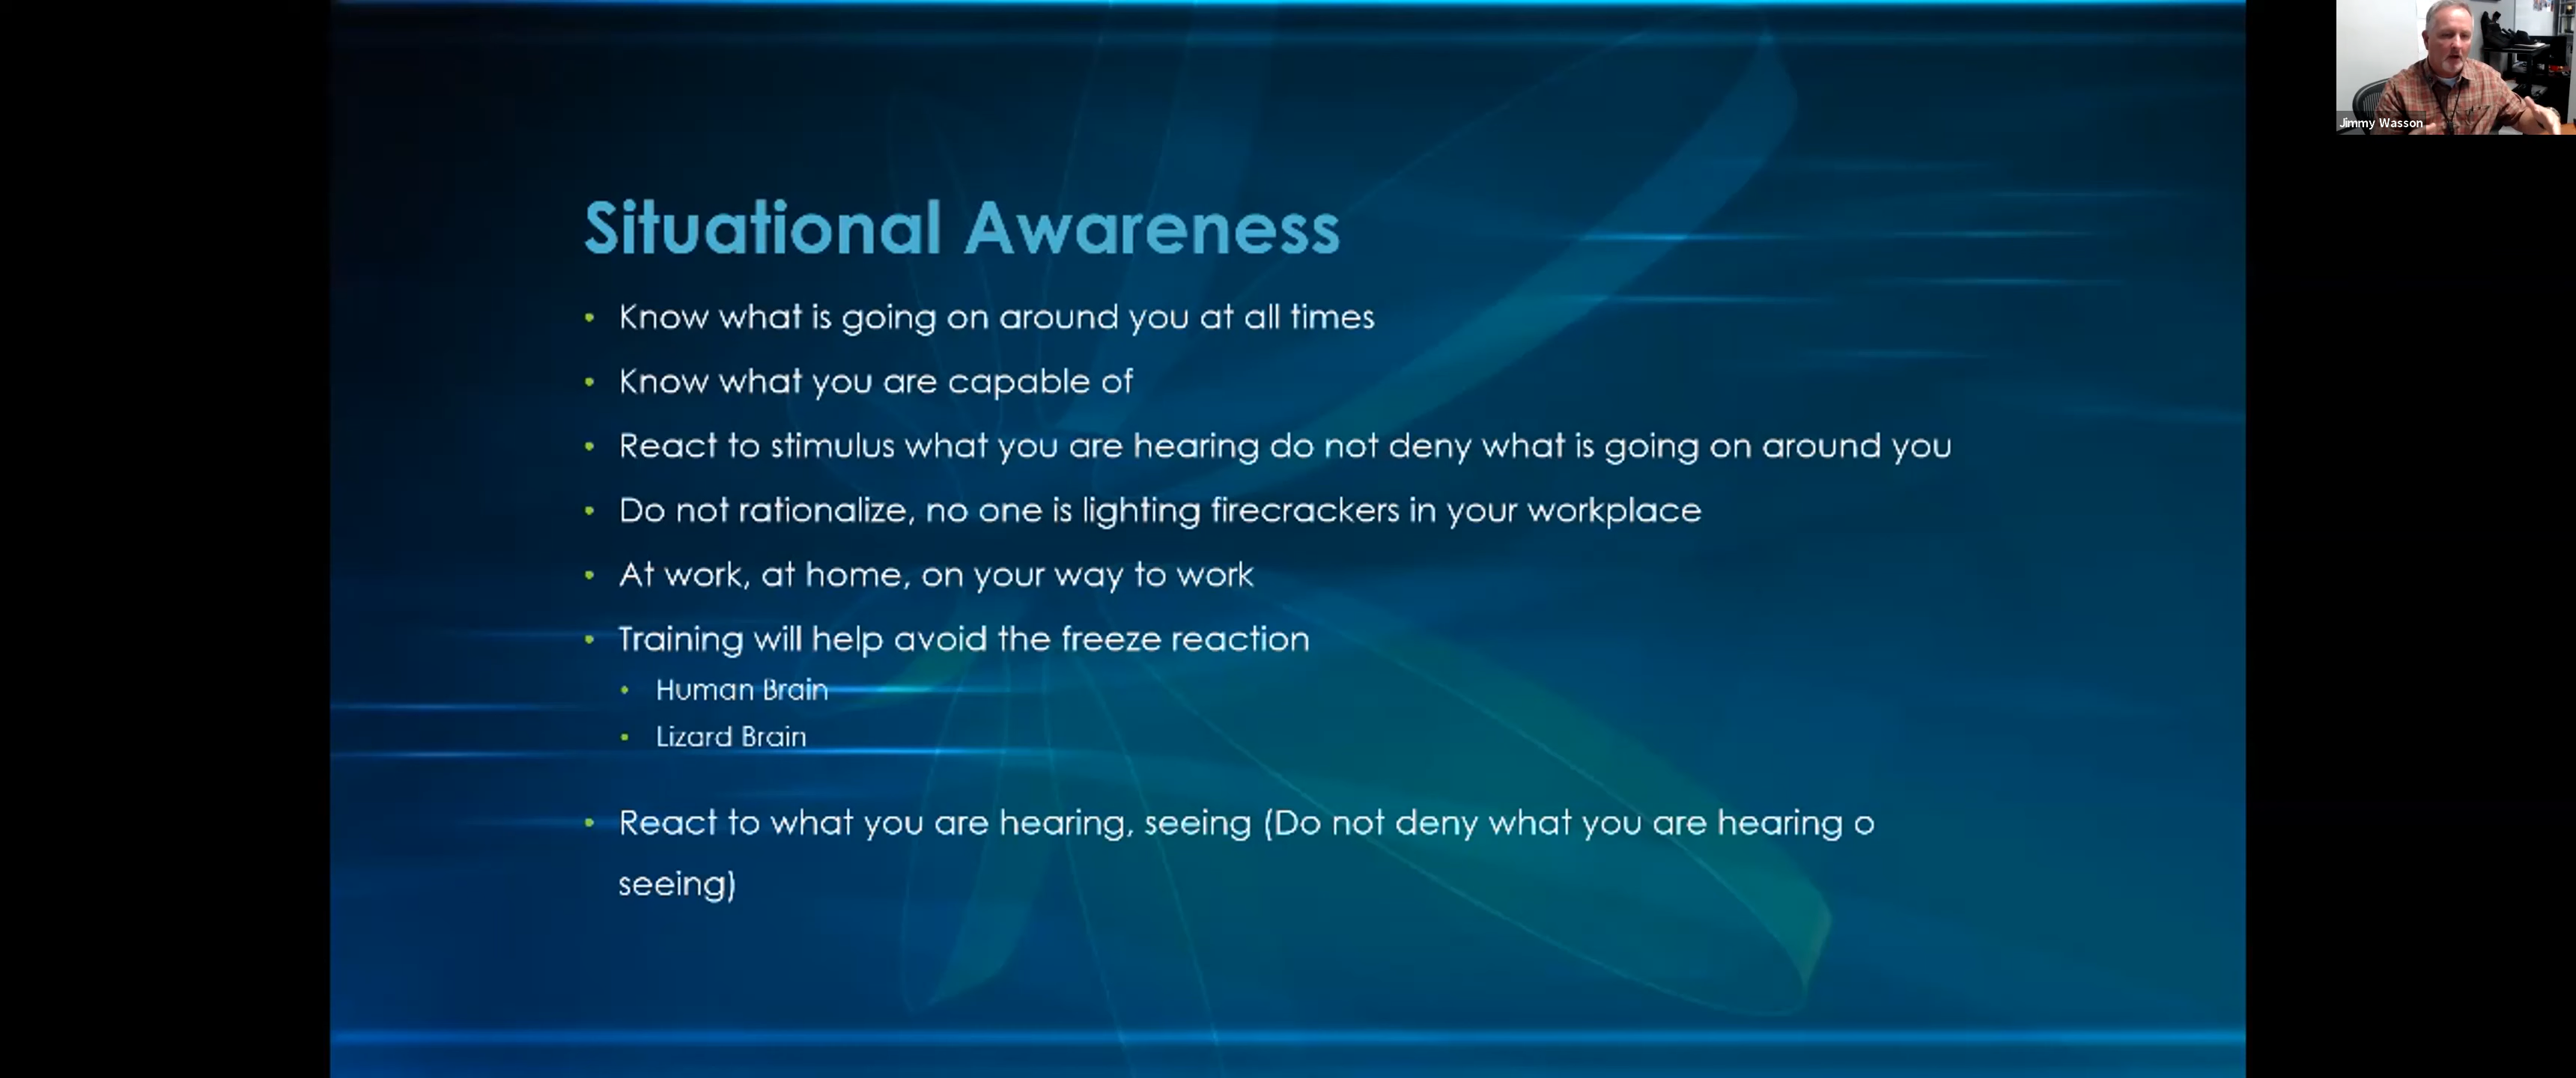 Situational Awareness
• Know what is going on around you at all times
• Know what you are capable of
• React to stimulus what you are hearing do not deny what is going on around you
• Do not rationalize, no one is lighting firecrackers in your workplace
• At work, at home, on your way to work
• Training will help avoid the freeze reaction
• Human Brain
• Lizard Brain
• React to what you are hearing, seeing (Do not deny what you are hearing o
seeing)
Jimmy Wasson